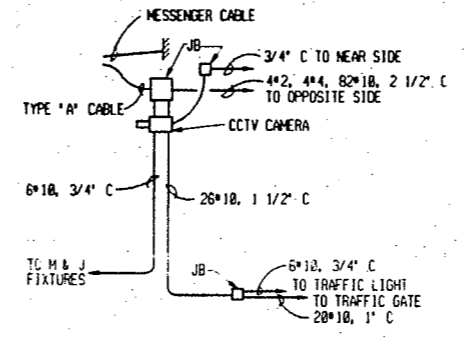 MESSENGER CABLE
JB
3/4" C TO NEAR SIDE
4#2, 4#4, 82#10, 2 1/2" C
TO OPPOSITE SIDE
TYPE "A" CABLE
CCTV CAMERA
6#10, 3/4" C
26#10, 1 1/2" C
TO M & J
FIXTURES
JB
6#10, 3/4" C
TO TRAFFIC LIGHT
TO TRAFFIC GATE
20#10, 1" C